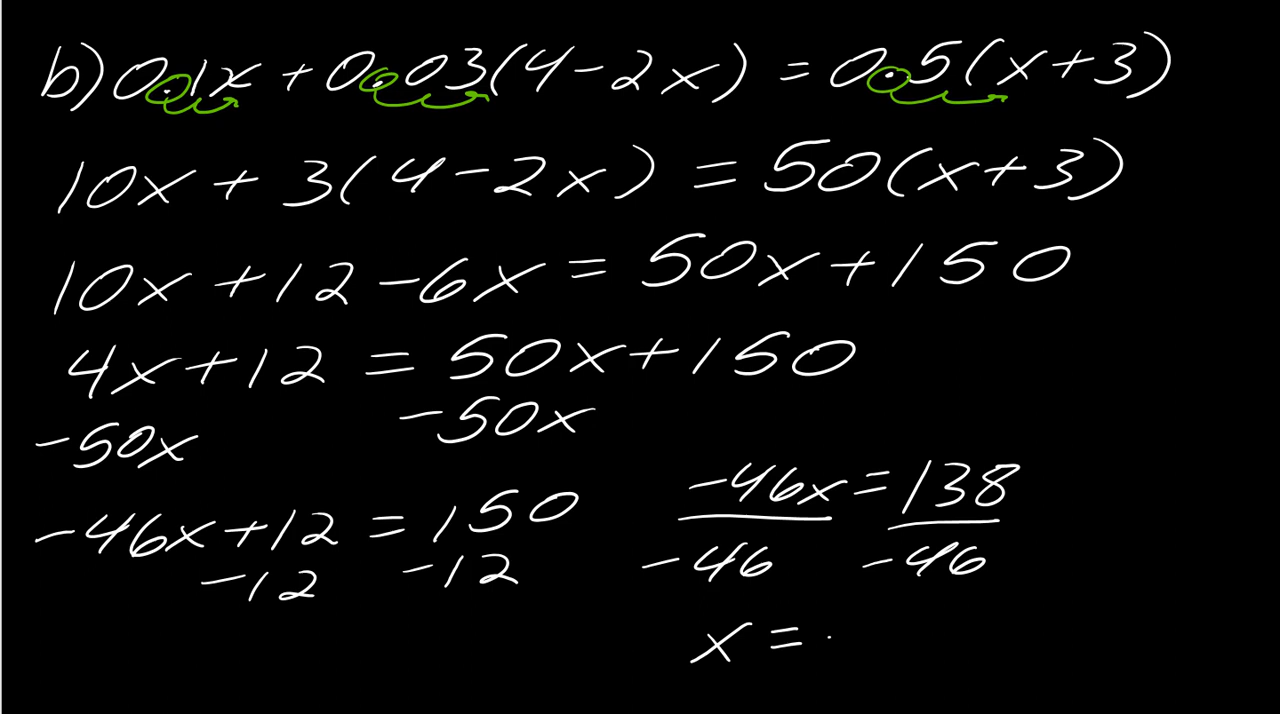 b) 0.1x + 0.03(4-2x) = 0.5(x+3)
10x + 3(4-2x) = 50(x+3)
10x + 12 - 6x = 50x + 150
4x + 12 = 50x + 150
-50x -50x
-46x + 12 = 150
-12 -12
-46x = 138
-46 -46
x =